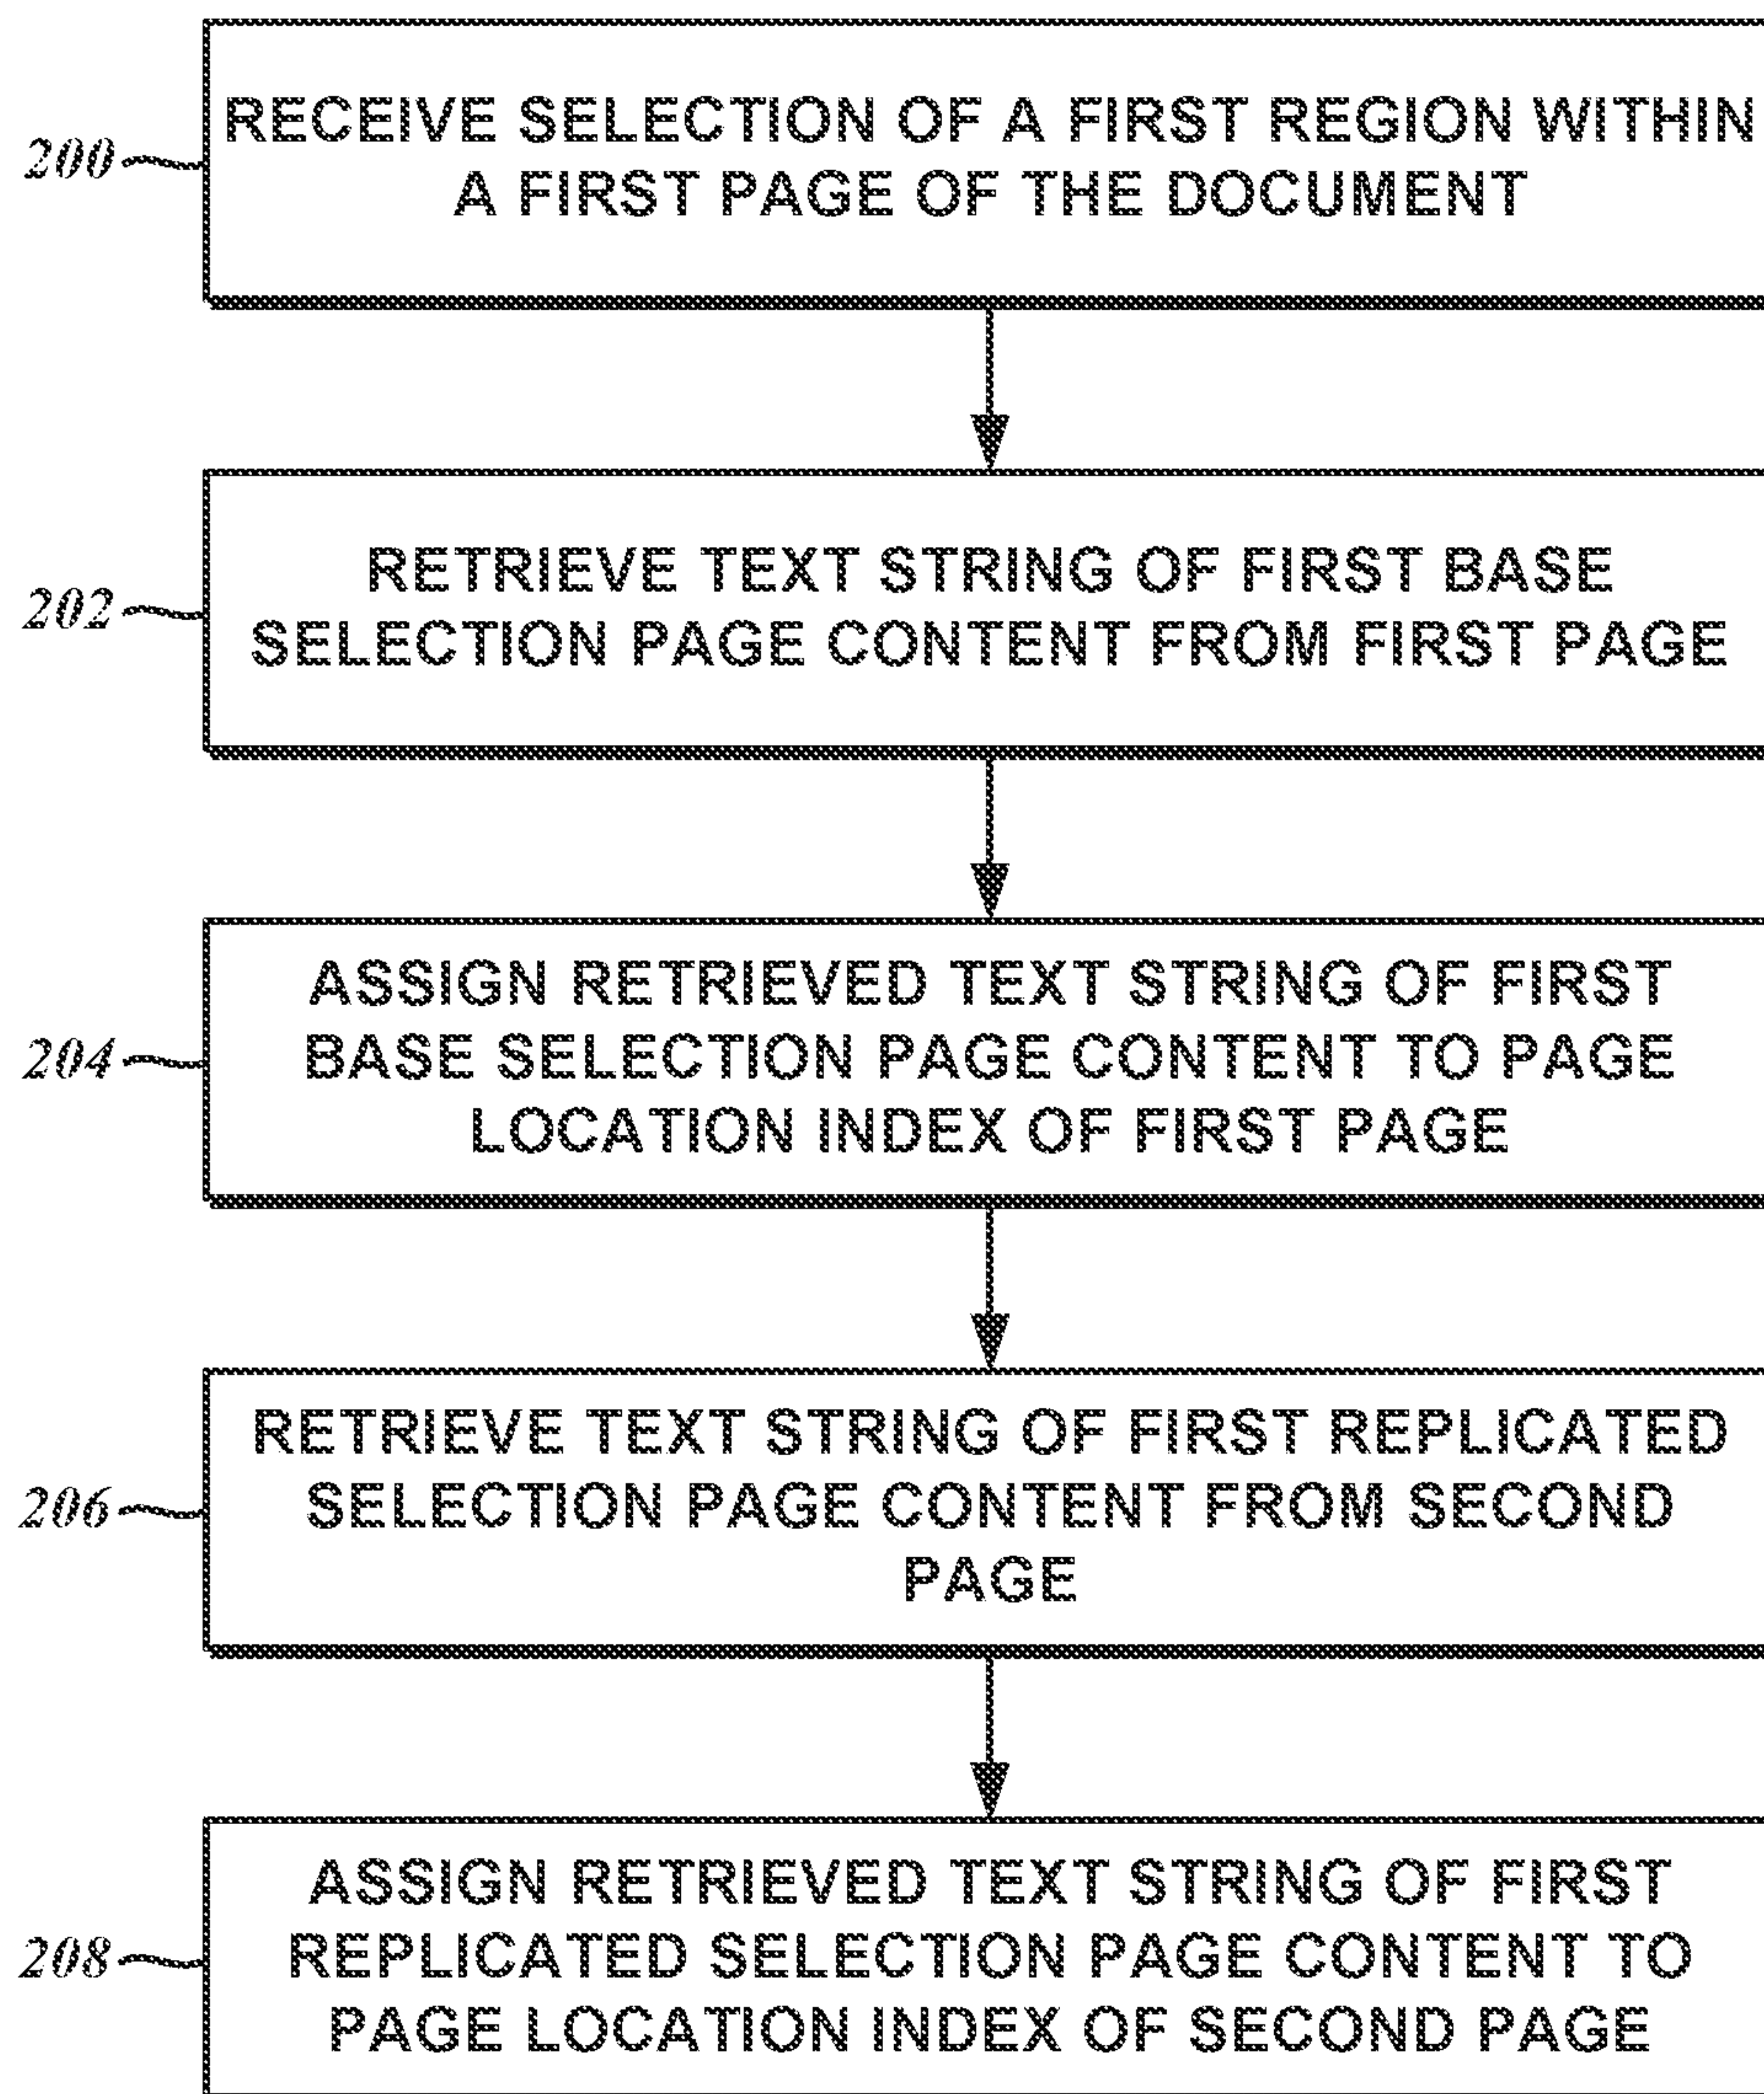 RECEIVE SELECTION OF A FIRST REGION WITHIN
200
A FIRST PAGE OF THE DOCUMENT
RETRIEVE TEXT STRING OF FIRST BASE
202
SELECTION PAGE CONTENT FROM FIRST PAGE
ASSIGN RETRIEVED TEXT STRING OF FIRST
204
BASE SELECTION PAGE CONTENT TO PAGE
LOCATION INDEX OF FIRST PAGE
RETRIEVE TEXT STRING OF FIRST REPLICATED
206
SELECTION PAGE CONTENT FROM SECOND
PAGE
ASSIGN RETRIEVED TEXT STRING OF FIRST
208
REPLICATED SELECTION PAGE CONTENT TO
PAGE LOCATION INDEX OF SECOND PAGE